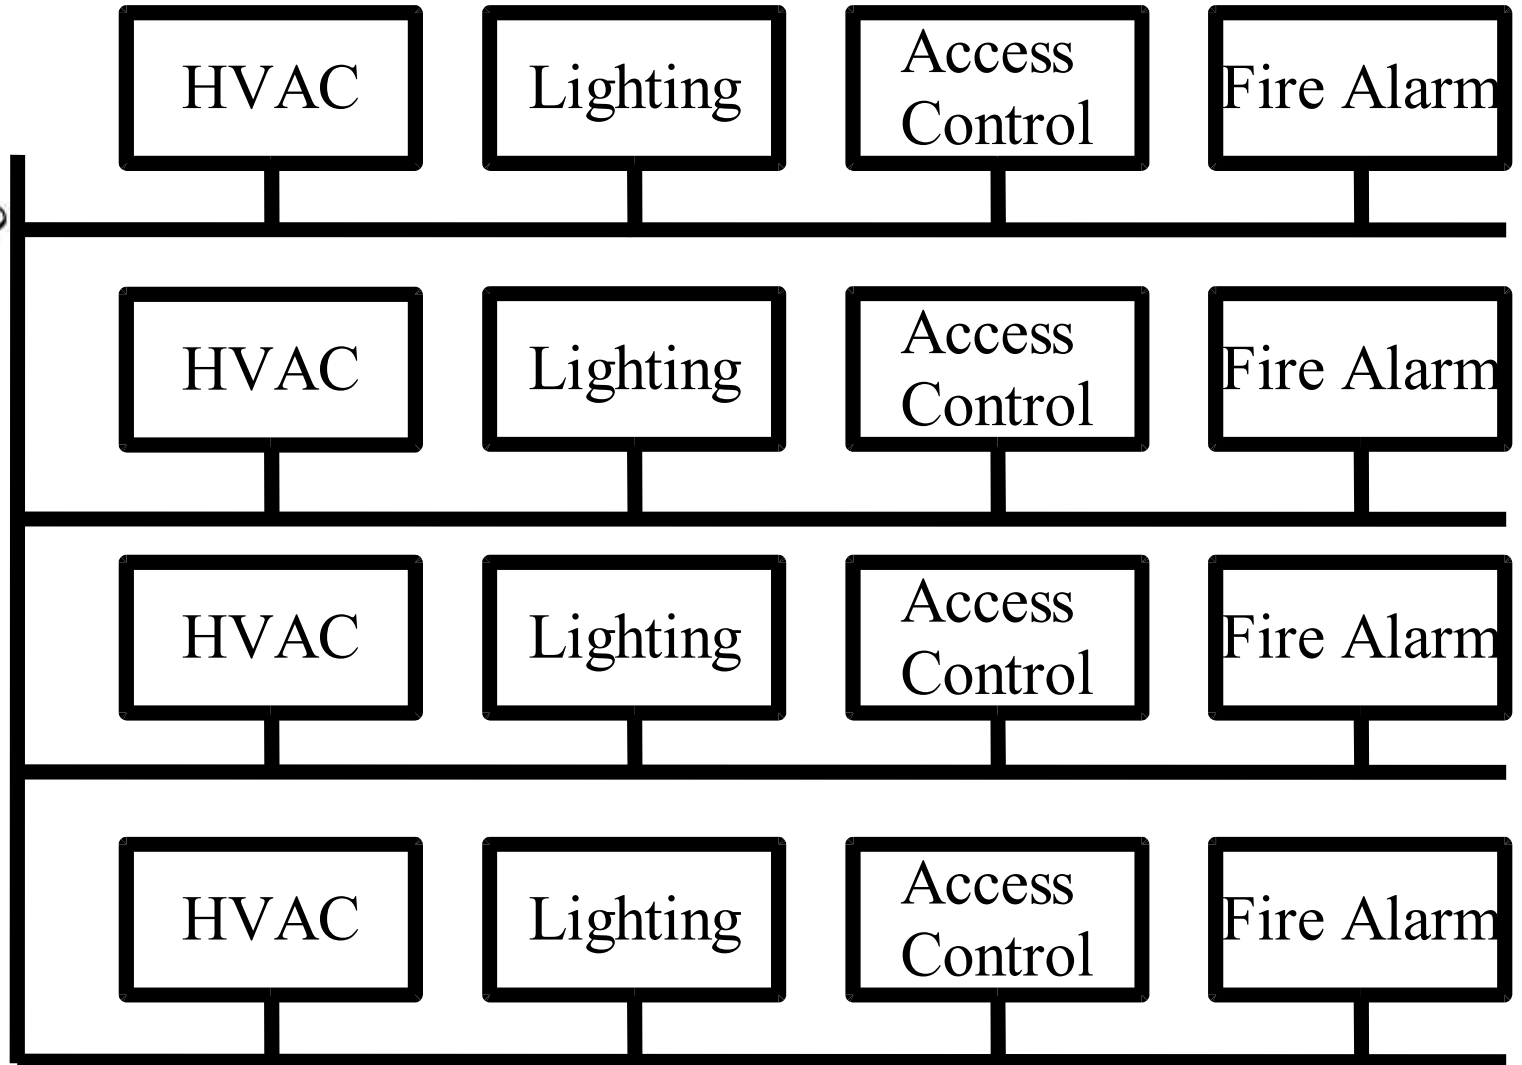 HVAC
Lighting
Access
Control
Fire Alarm
HVAC
Lighting
Access
Control
Fire Alarm
HVAC
Lighting
Access
Control
Fire Alarm
HVAC
Lighting
Access
Control
Fire Alarm